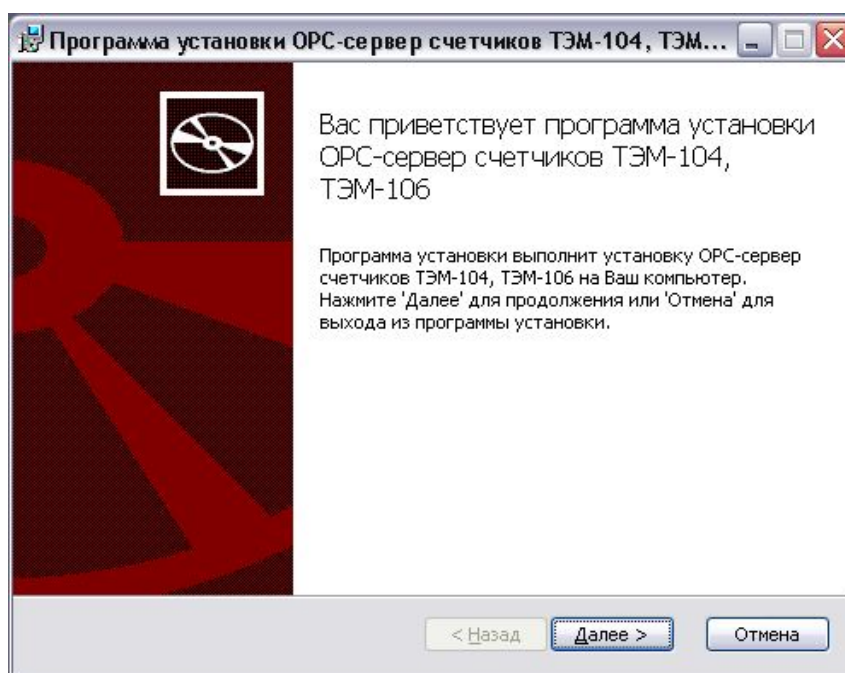 Программа установки OPC-сервер счетчиков ТЭМ-104, ТЭМ...
Вас приветствует программа установки
OPC-сервер счетчиков ТЭМ-104,
ТЭМ-106
Программа установки выполнит установку OPC-сервер
счетчиков ТЭМ-104, ТЭМ-106 на Ваш компьютер.
Нажмите 'Далее' для продолжения или 'Отмена' для
выхода из программы установки.
< Назад
Далее >
Отмена